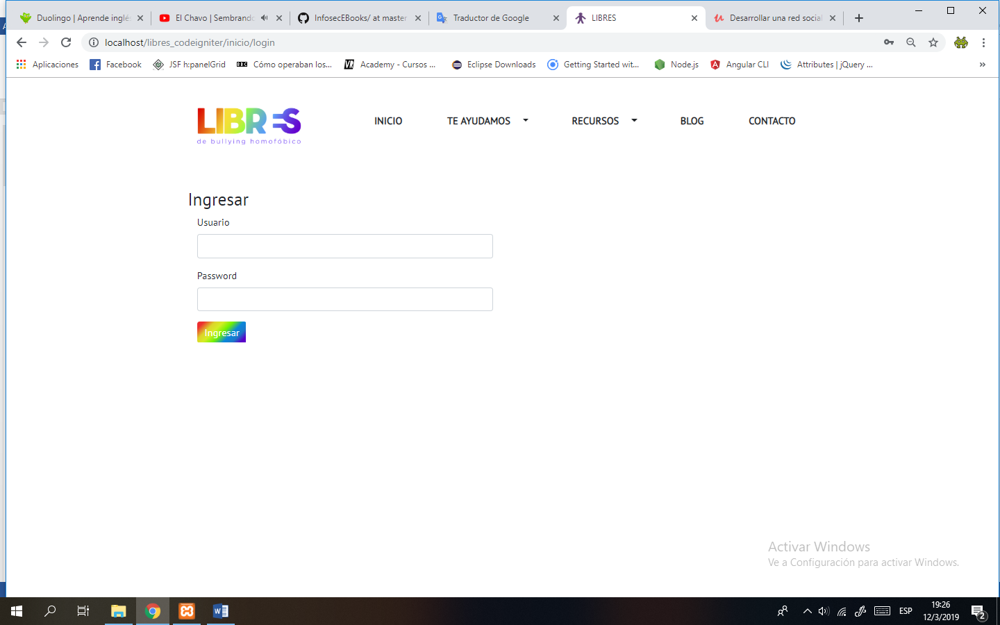 Duolingo | Aprende inglé
El Chavo | Sembrando
InfosecEBooks/ at master
Traductor de Google
LIBRES
Desarrollar una red social
localhost/libres_codeigniter/inicio/login
Aplicaciones
Facebook
JSF h:panelGrid
BBC Cómo operaban los...
Academy - Cursos ...
Eclipse Downloads
Getting Started wit...
Node.js
Angular CLI
Attributes | jQuery ...
»
LIBRES
de bullying homofóbico
INICIO
TE AYUDAMOS
RECURSOS
BLOG
CONTACTO
Ingresar
Usuario
Password
Ingresar
Activar Windows
Ve a Configuración para activar Windows.
ESP
19:26
12/3/2019
2